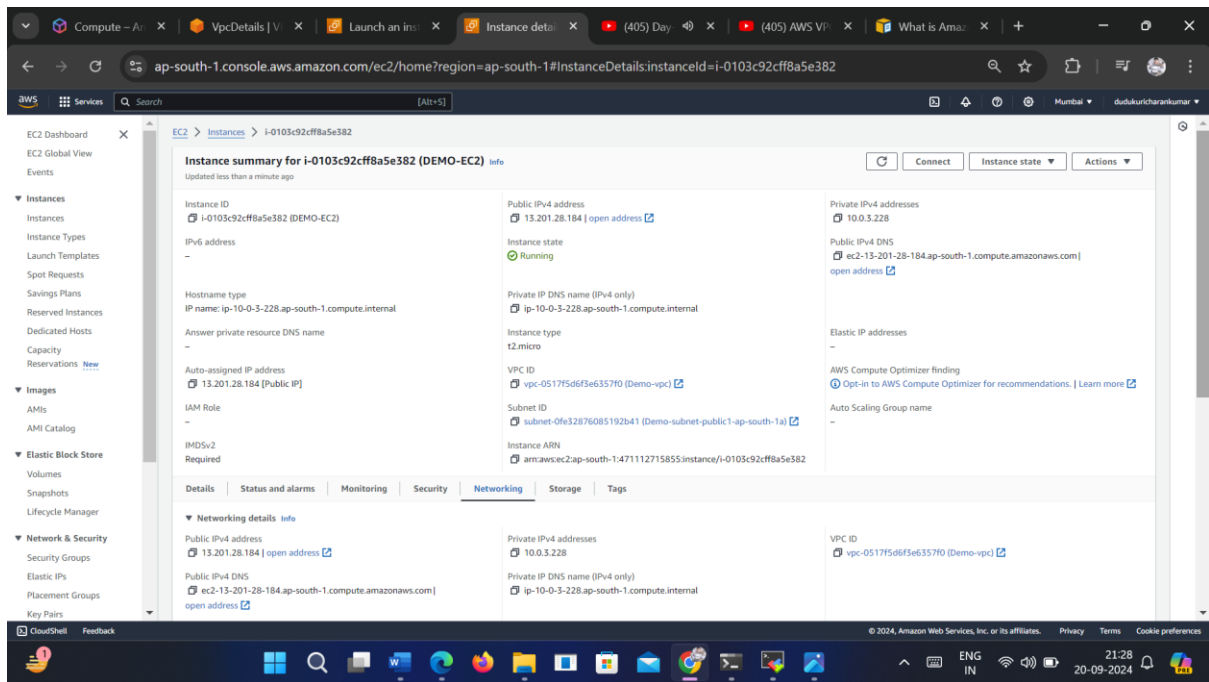 Compute – Am
VpcDetails | V
Launch an inst
Instance detai
(405) Day-
(405) AWS VP
What is Amaz
ap-south-1.console.aws.amazon.com/ec2/home?region=ap-south-1#InstanceDetails:instanceId=i-0103c92cff8a5e382
aws
Services
Search
[Alt+S]
Mumbai
dudukuricharankumar
EC2 Dashboard
EC2 Global View
Events
Instances
Instances
Instance Types
Launch Templates
Spot Requests
Savings Plans
Reserved Instances
Dedicated Hosts
Capacity
Reservations New
Images
AMIs
AMI Catalog
Elastic Block Store
Volumes
Snapshots
Lifecycle Manager
Network & Security
Security Groups
Elastic IPs
Placement Groups
Key Pairs
EC2 > Instances > i-0103c92cff8a5e382
Instance summary for i-0103c92cff8a5e382 (DEMO-EC2) Info
Updated less than a minute ago
Connect
Instance state
Actions
Instance ID
i-0103c92cff8a5e382 (DEMO-EC2)
Public IPv4 address
13.201.28.184 | open address
Private IPv4 addresses
10.0.3.228
IPv6 address
–
Instance state
Running
Public IPv4 DNS
ec2-13-201-28-184.ap-south-1.compute.amazonaws.com |
open address
Hostname type
IP name: ip-10-0-3-228.ap-south-1.compute.internal
Private IP DNS name (IPv4 only)
ip-10-0-3-228.ap-south-1.compute.internal
Answer private resource DNS name
–
Instance type
t2.micro
Elastic IP addresses
–
Auto-assigned IP address
13.201.28.184 [Public IP]
VPC ID
vpc-0517f5d6f3e6357f0 (Demo-vpc)
AWS Compute Optimizer finding
Opt-in to AWS Compute Optimizer for recommendations. | Learn more
IAM Role
–
Subnet ID
subnet-0fe32876085192b41 (Demo-subnet-public1-ap-south-1a)
Auto Scaling Group name
–
IMDSv2
Required
Instance ARN
arn:aws:ec2:ap-south-1:471112715855:instance/i-0103c92cff8a5e382
Details
Status and alarms
Monitoring
Security
Networking
Storage
Tags
Networking details Info
Public IPv4 address
13.201.28.184 | open address
Private IPv4 addresses
10.0.3.228
VPC ID
vpc-0517f5d6f3e6357f0 (Demo-vpc)
Public IPv4 DNS
ec2-13-201-28-184.ap-south-1.compute.amazonaws.com |
open address
Private IP DNS name (IPv4 only)
ip-10-0-3-228.ap-south-1.compute.internal
CloudShell
Feedback
© 2024, Amazon Web Services, Inc. or its affiliates.
Privacy
Terms
Cookie preferences
1
ENG
IN
21:28
20-09-2024
PRE